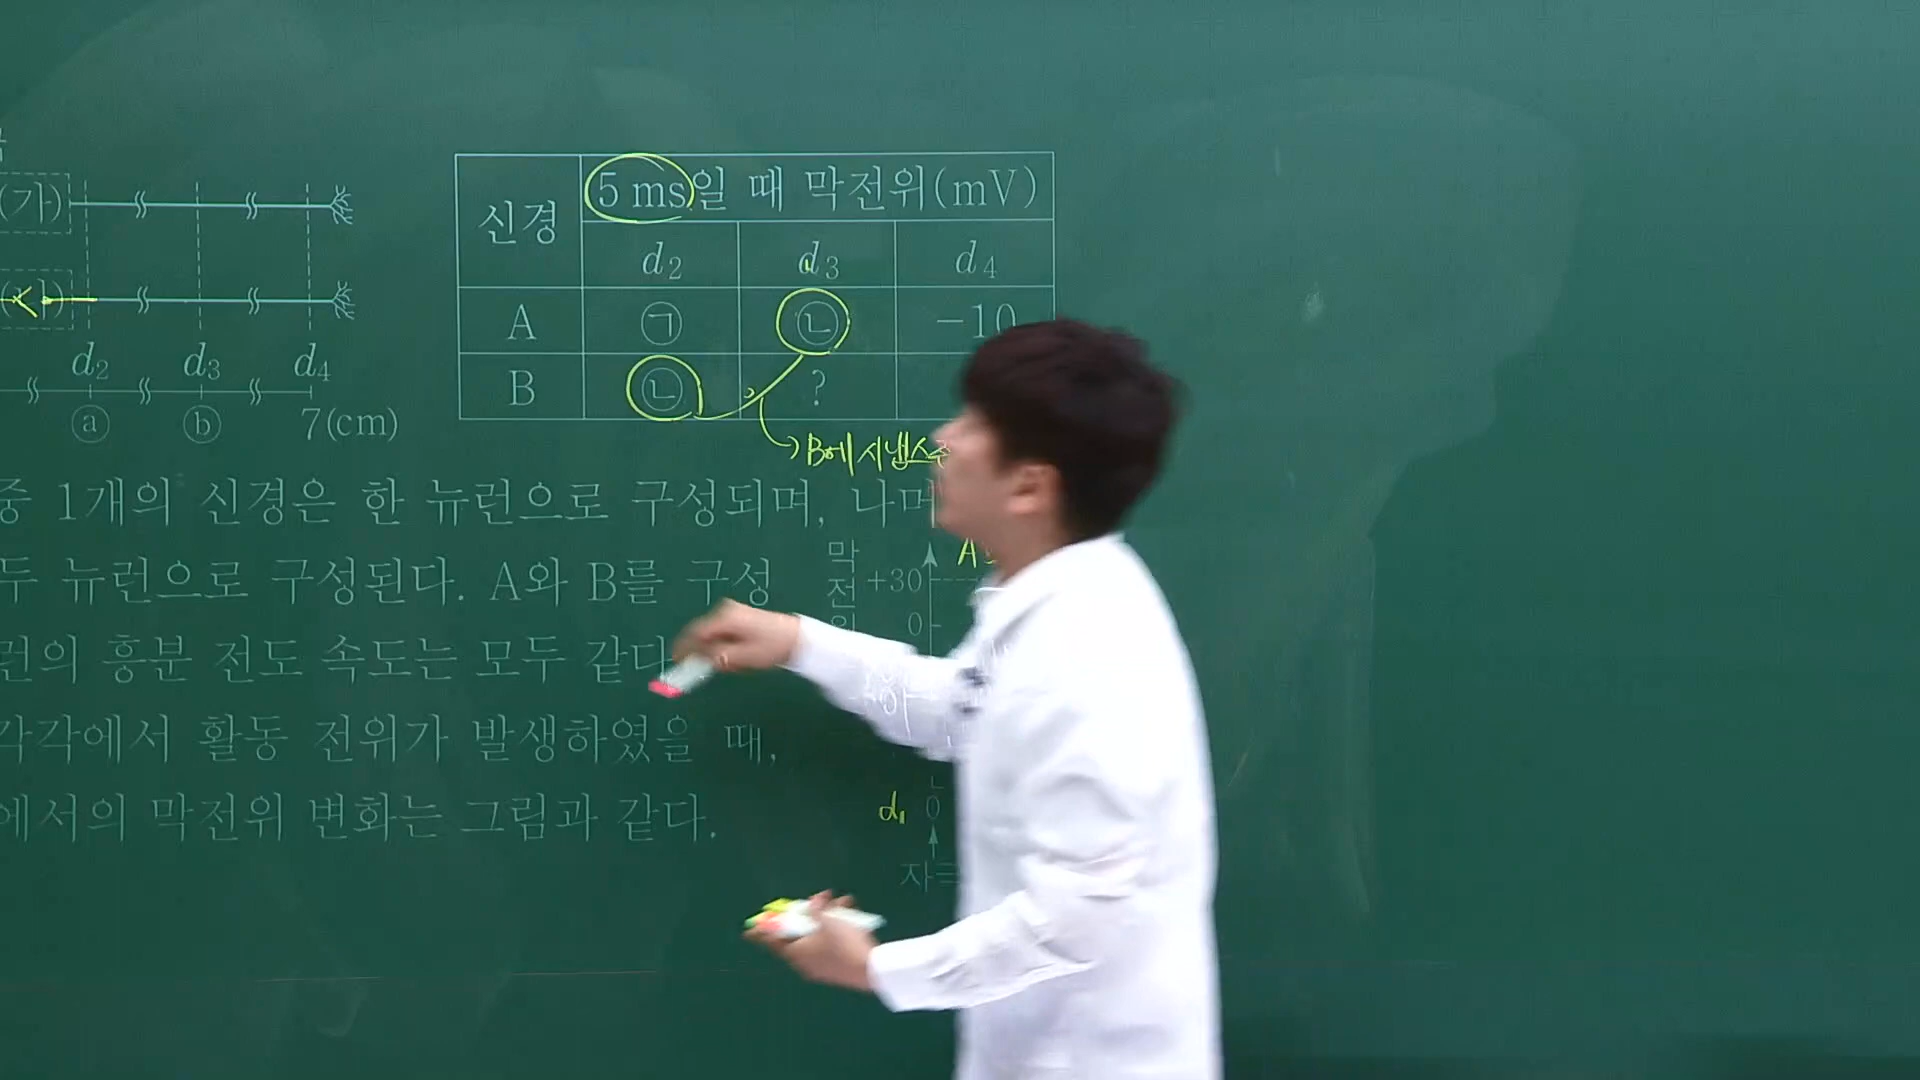 (가)
d₂ d₃ d₄
ⓐ ⓑ 7(cm)
신경 5 ms일 때 막전위(mV)
d₂ d₃ d₄
A ㉠ ㉡ -10
B ㉡ ?
B에 시냅스
중 1개의 신경은 한 뉴런으로 구성되며, 나머
두 뉴런으로 구성된다. A와 B를 구성
런의 흥분 전도 속도는 모두 같다
각각에서 활동 전위가 발생하였을 때,
에서의 막전위 변화는 그림과 같다.
막전위
A
+30
0
d₁ 0
자극